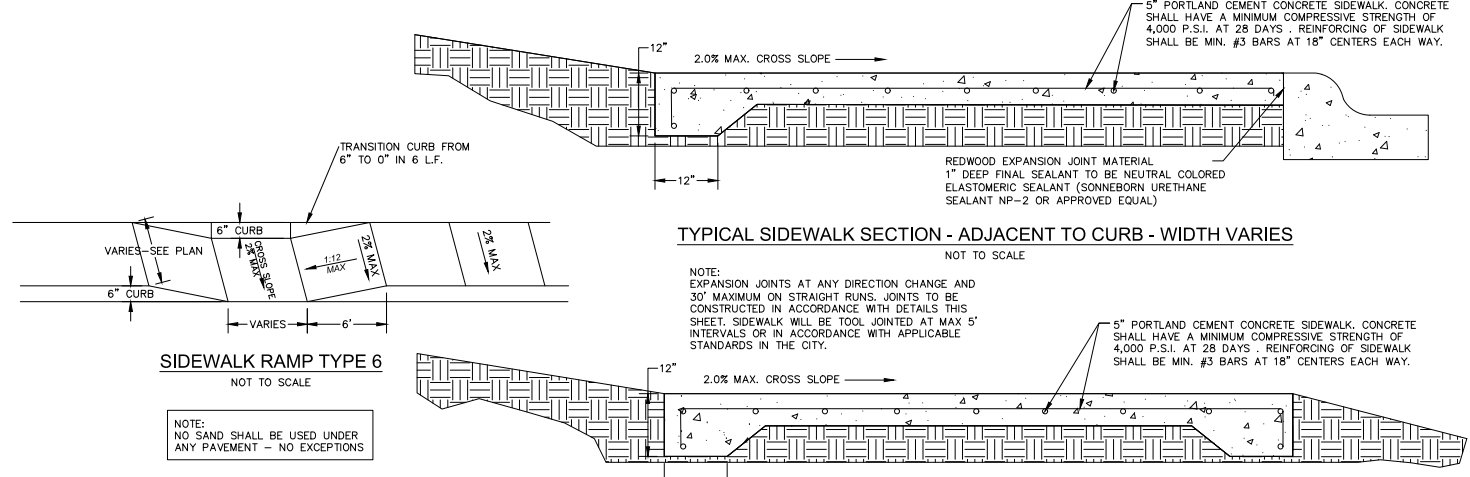 5" PORTLAND CEMENT CONCRETE SIDEWALK. CONCRETE
SHALL HAVE A MINIMUM COMPRESSIVE STRENGTH OF
4,000 P.S.I. AT 28 DAYS . REINFORCING OF SIDEWALK
SHALL BE MIN. #3 BARS AT 18" CENTERS EACH WAY.
12"
2.0% MAX. CROSS SLOPE
12"
REDWOOD EXPANSION JOINT MATERIAL
1" DEEP FINAL SEALANT TO BE NEUTRAL COLORED
ELASTOMERIC SEALANT (SONNEBORN URETHANE
SEALANT NP-2 OR APPROVED EQUAL)
TYPICAL SIDEWALK SECTION - ADJACENT TO CURB - WIDTH VARIES
NOT TO SCALE
TRANSITION CURB FROM
6" TO 0" IN 6 L.F.
6" CURB
VARIES-SEE PLAN
CROSS SLOPE
2% MAX
1:12
MAX
2% MAX
2% MAX
6" CURB
VARIES
6'
SIDEWALK RAMP TYPE 6
NOT TO SCALE
NOTE:
NO SAND SHALL BE USED UNDER
ANY PAVEMENT – NO EXCEPTIONS
NOTE:
EXPANSION JOINTS AT ANY DIRECTION CHANGE AND
30' MAXIMUM ON STRAIGHT RUNS. JOINTS TO BE
CONSTRUCTED IN ACCORDANCE WITH DETAILS THIS
SHEET. SIDEWALK WILL BE TOOL JOINTED AT MAX 5'
INTERVALS OR IN ACCORDANCE WITH APPLICABLE
STANDARDS IN THE CITY.
5" PORTLAND CEMENT CONCRETE SIDEWALK. CONCRETE
SHALL HAVE A MINIMUM COMPRESSIVE STRENGTH OF
4,000 P.S.I. AT 28 DAYS . REINFORCING OF SIDEWALK
SHALL BE MIN. #3 BARS AT 18" CENTERS EACH WAY.
12"
2.0% MAX. CROSS SLOPE